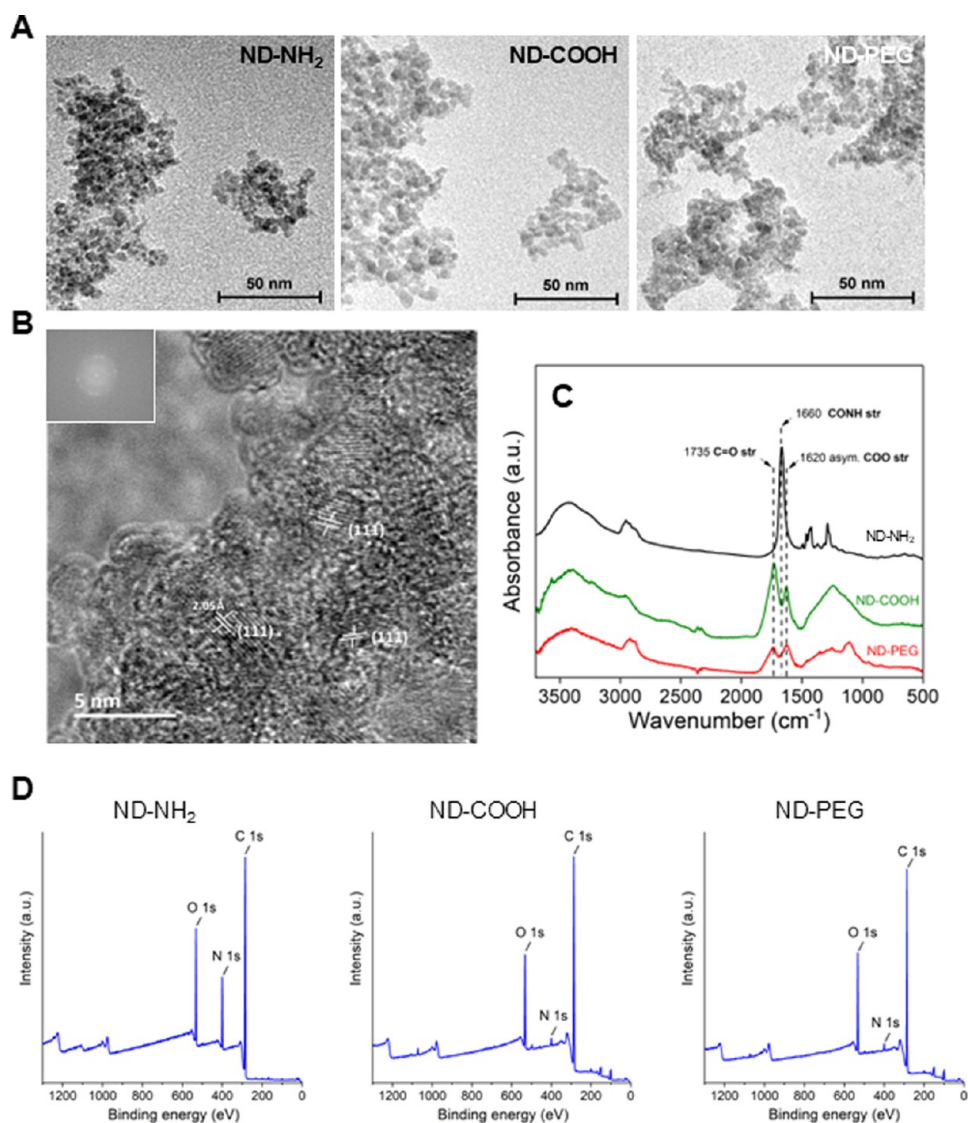 A
ND-NH₂
ND-COOH
ND-PEG
50 nm
50 nm
50 nm
B
(111)
2.05Å
(111)
(111)
5 nm
C
1660 CONH str
1735 C=O str
1620 asym. COO str
ND-NH₂
ND-COOH
ND-PEG
Absorbance (a.u.)
3500 3000 2500 2000 1500 1000 500
Wavenumber (cm⁻¹)
D
ND-NH₂
C 1s
O 1s
N 1s
Intensity (a.u.)
1200 1000 800 600 400 200 0
Binding energy (eV)
ND-COOH
C 1s
O 1s
N 1s
Intensity (a.u.)
1200 1000 800 600 400 200 0
Binding energy (eV)
ND-PEG
C 1s
O 1s
N 1s
Intensity (a.u.)
1200 1000 800 600 400 200 0
Binding energy (eV)